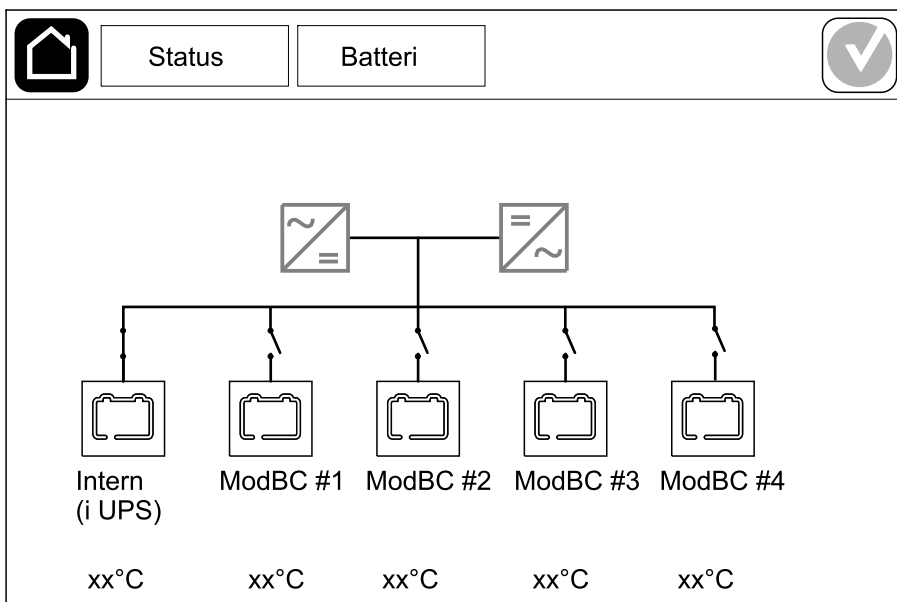 Status
Batteri
Intern
(i UPS)
ModBC #1
ModBC #2
ModBC #3
ModBC #4
xx°C
xx°C
xx°C
xx°C
xx°C